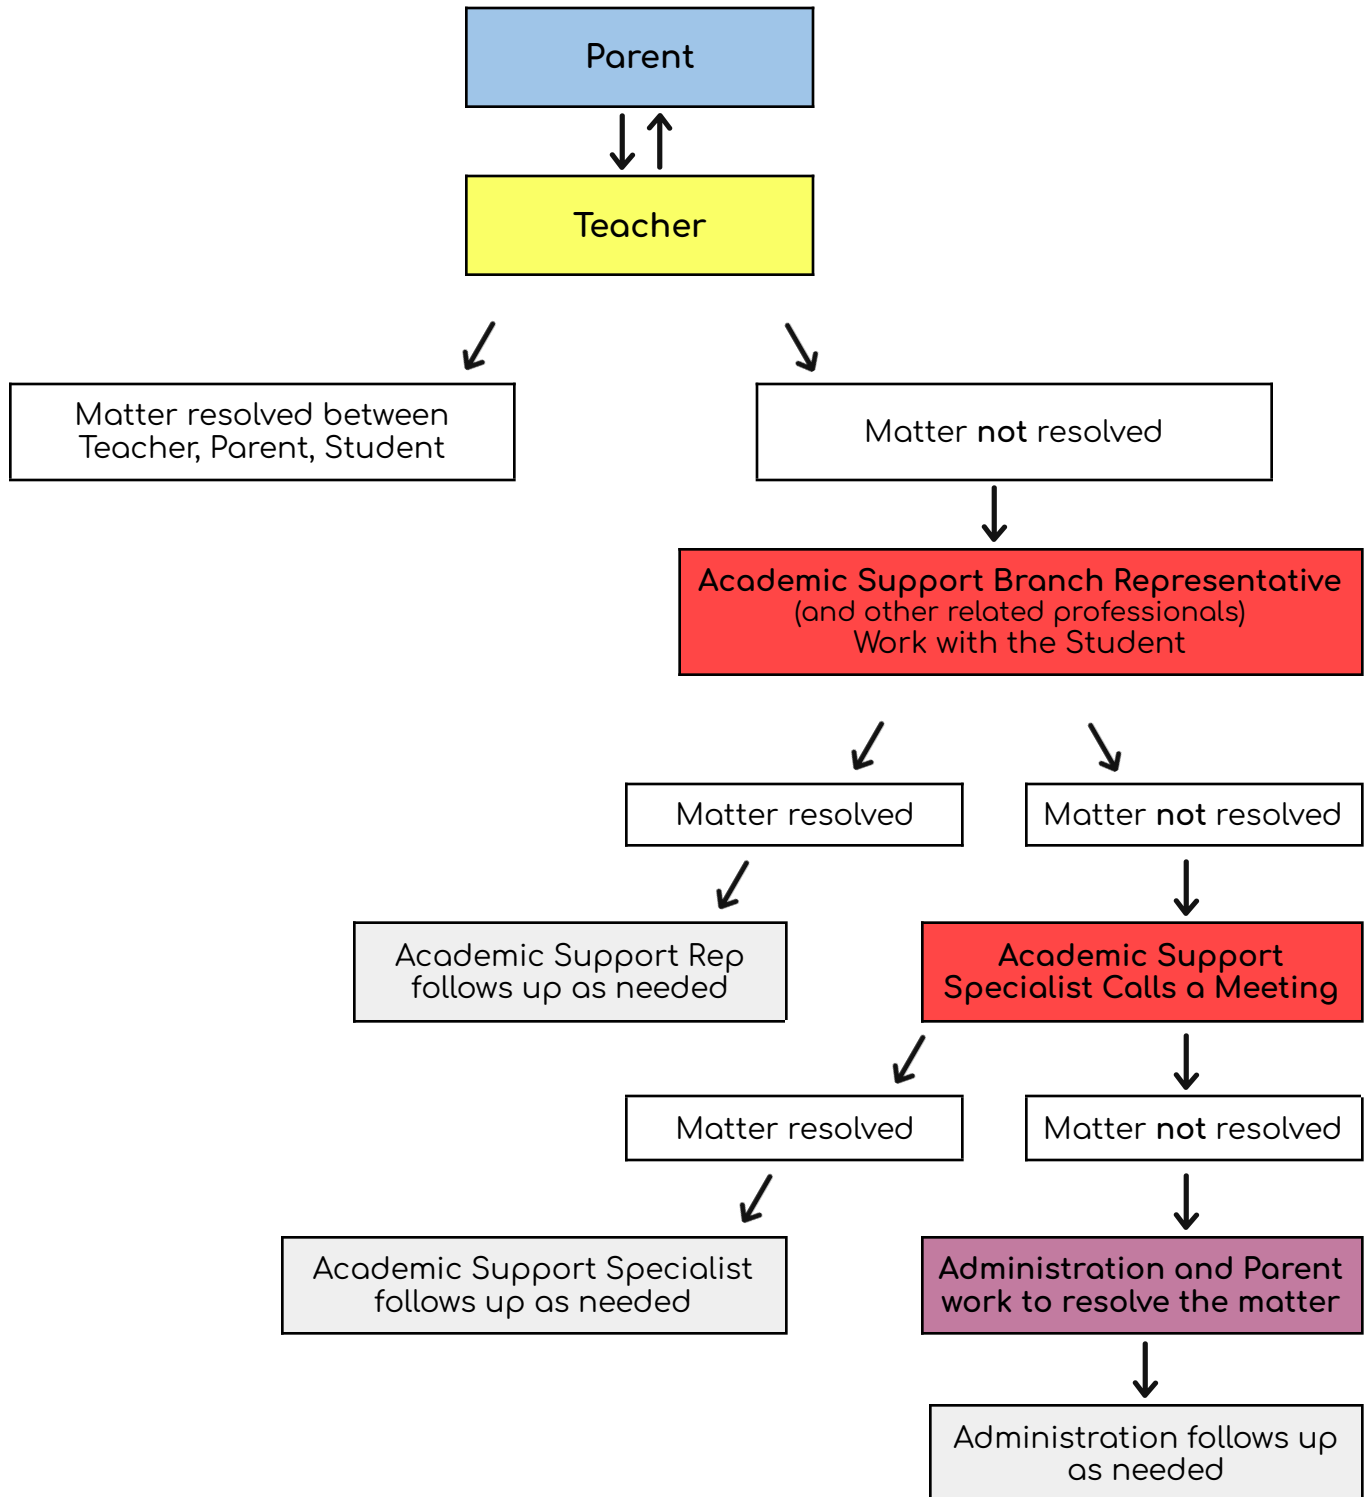 Parent
Teacher
Matter resolved between
Teacher, Parent, Student
Matter not resolved
Academic Support Branch Representative
(and other related professionals)
Work with the Student
Matter resolved
Matter not resolved
Academic Support Rep
follows up as needed
Academic Support
Specialist Calls a Meeting
Matter resolved
Matter not resolved
Academic Support Specialist
follows up as needed
Administration and Parent
work to resolve the matter
Administration follows up
as needed